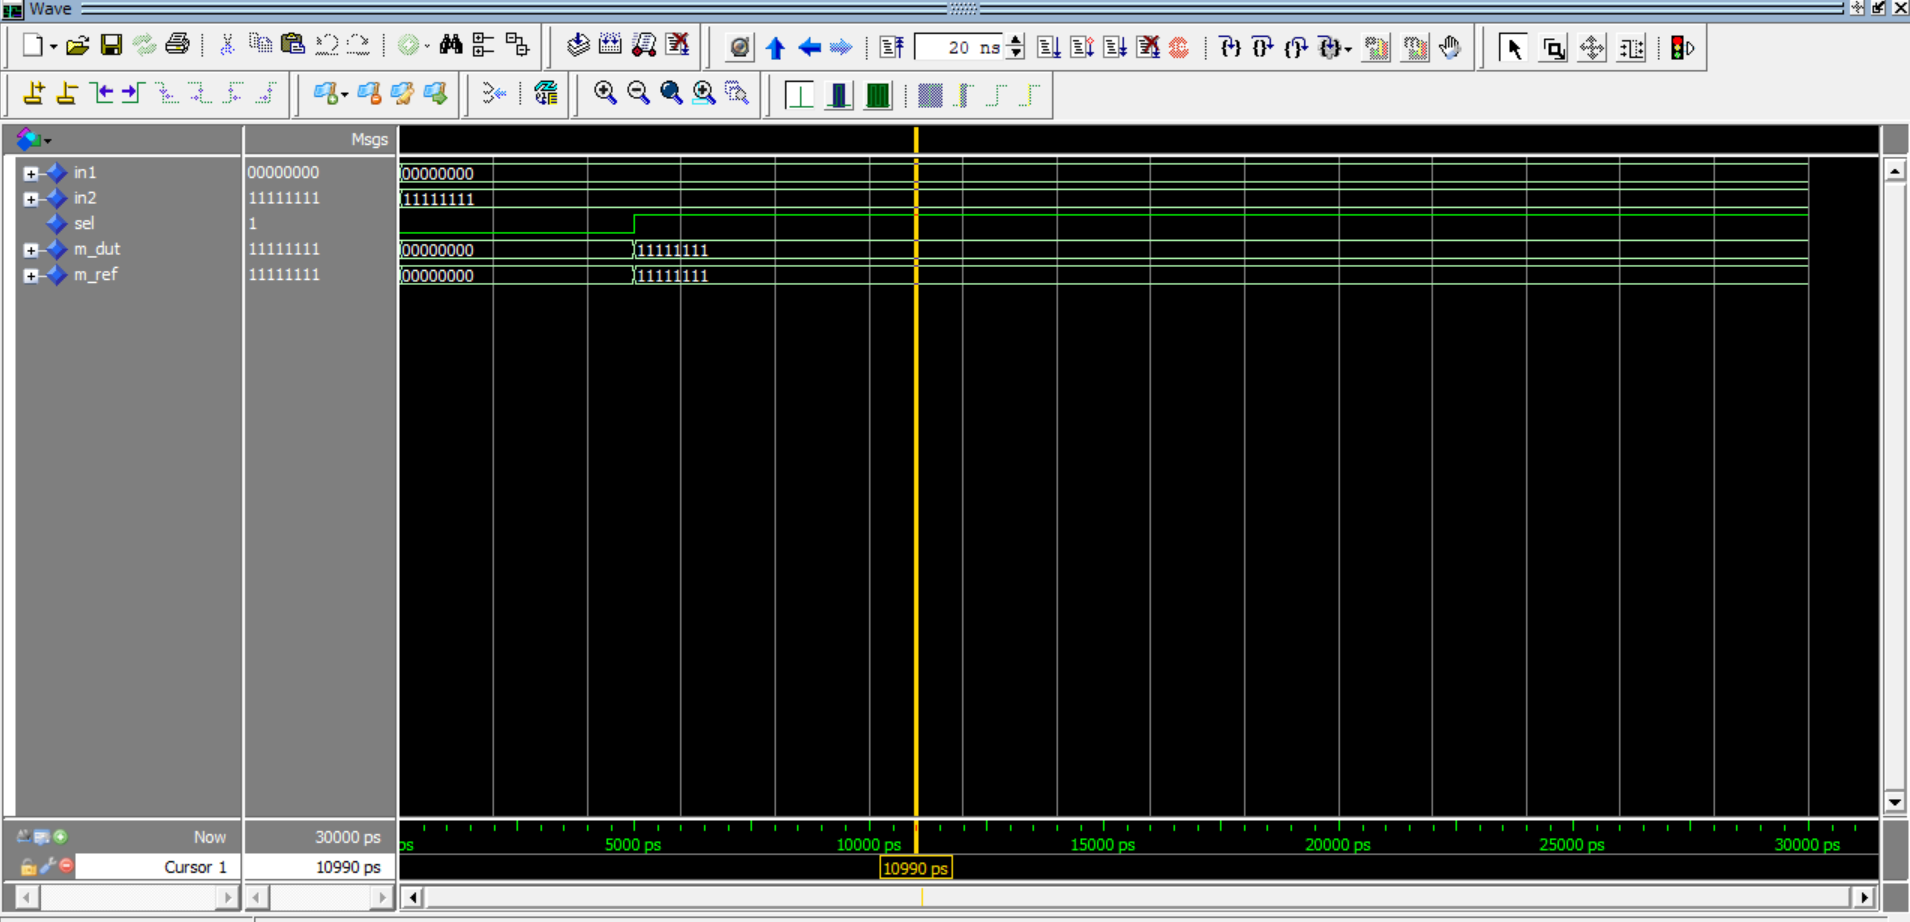 Wave
20 ns
Msgs
in1 00000000 00000000
in2 11111111 11111111
sel 1
m_dut 11111111 00000000 11111111
m_ref 11111111 00000000 11111111
Now 30000 ps ps 5000 ps 10000 ps 15000 ps 20000 ps 25000 ps 30000 ps
Cursor 1 10990 ps 10990 ps